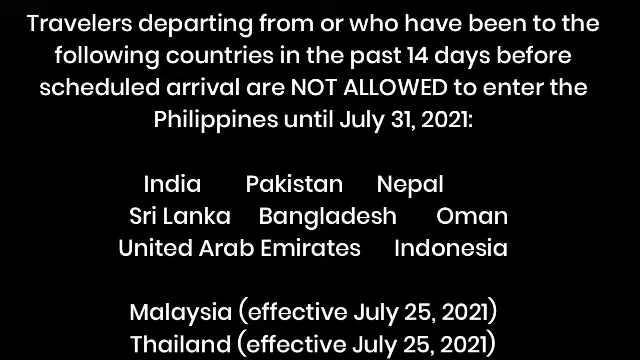 Travelers departing from or who have been to the
following countries in the past 14 days before
scheduled arrival are NOT ALLOWED to enter the
Philippines until July 31, 2021:
India Pakistan Nepal
Sri Lanka Bangladesh Oman
United Arab Emirates Indonesia
Malaysia (effective July 25, 2021)
Thailand (effective July 25, 2021)